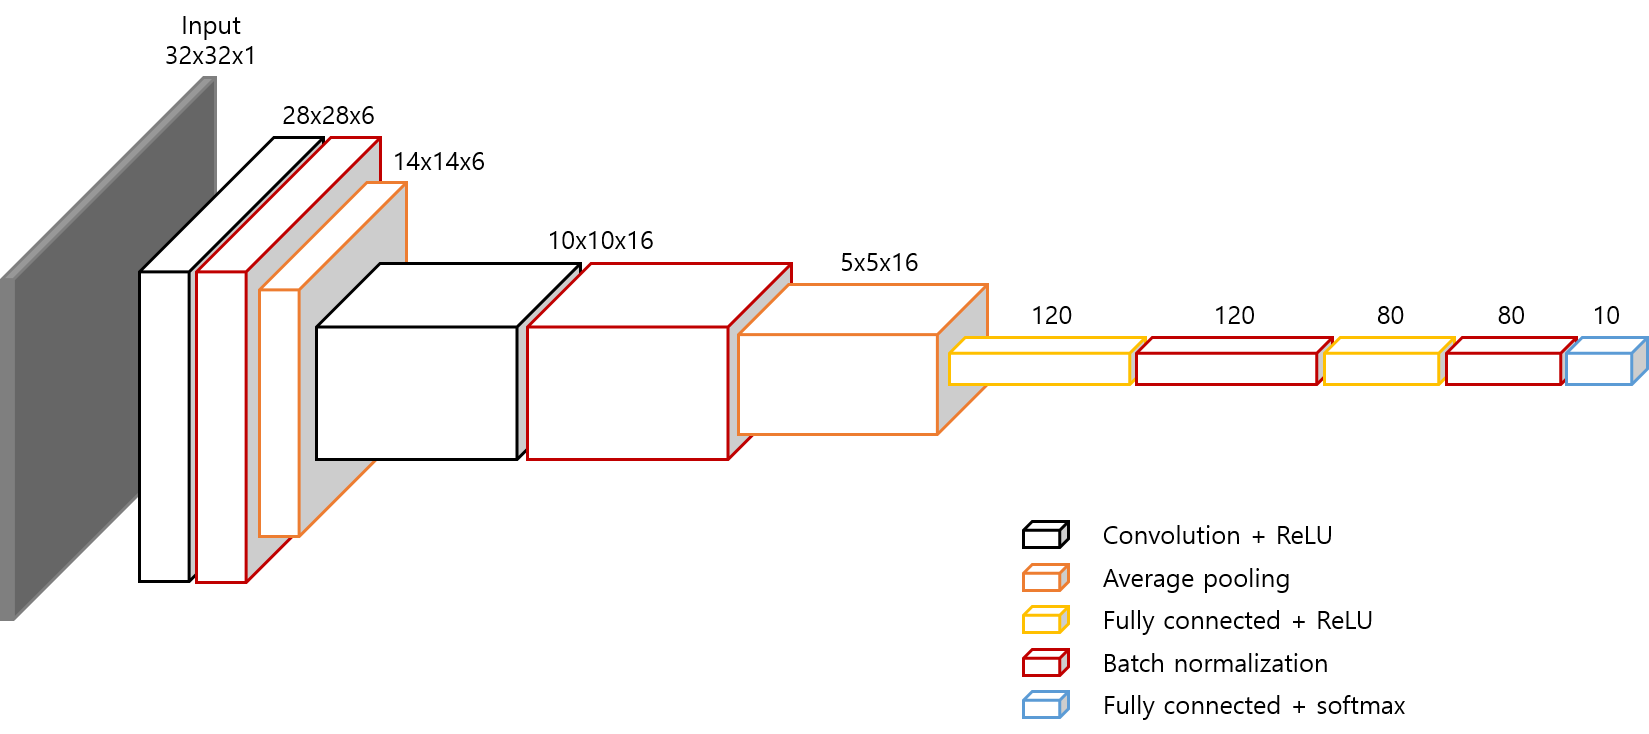 Input
32x32x1
28x28x6
14x14x6
10x10x16
5x5x16
120
120
80
80
10
Convolution + ReLU
Average pooling
Fully connected + ReLU
Batch normalization
Fully connected + softmax